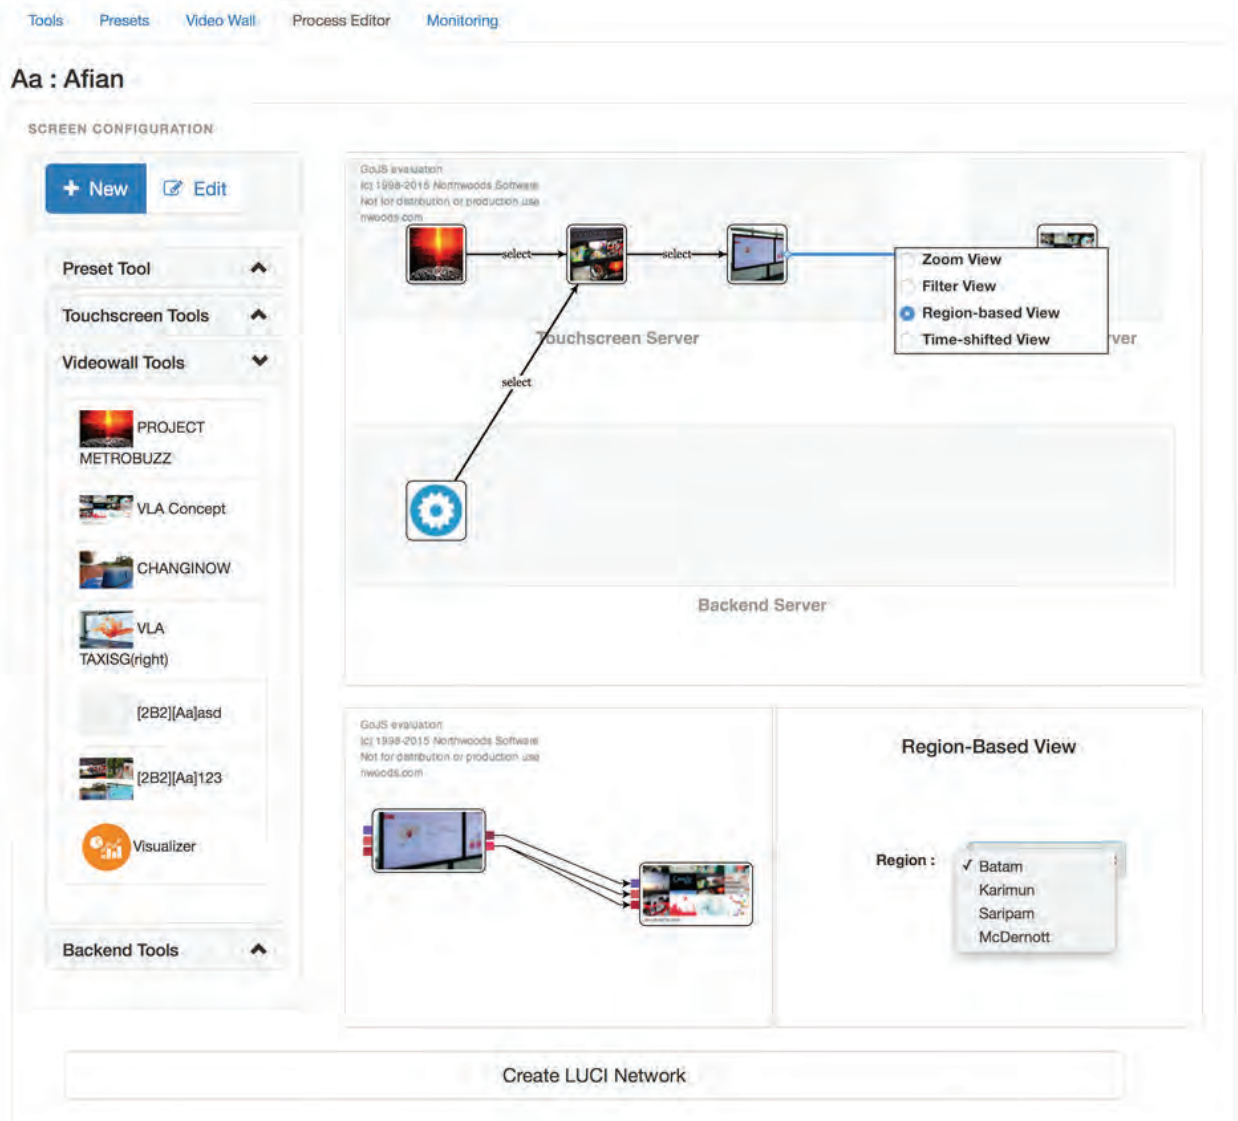 Tools Presets Video Wall Process Editor Monitoring
Aa : Afian
SCREEN CONFIGURATION
New Edit
Preset Tool
Touchscreen Tools
Videowall Tools
PROJECT
METROBUZZ
VLA Concept
CHANGINOW
VLA
TAXISG(right)
[2B2][Aa]asd
[2B2][Aa]123
Visualizer
Backend Tools
GoJS evaluation
(c) 1998-2015 Northwoods Software
Not for distribution or production use
nwoods.com
select
select
Zoom View
Filter View
Region-based View
Time-shifted View
Touchscreen Server
ver
select
Backend Server
GoJS evaluation
(c) 1998-2015 Northwoods Software
Not for distribution or production use
nwoods.com
Region-Based View
Region :
Batam
Karimun
Saripam
McDernott
Create LUCI Network